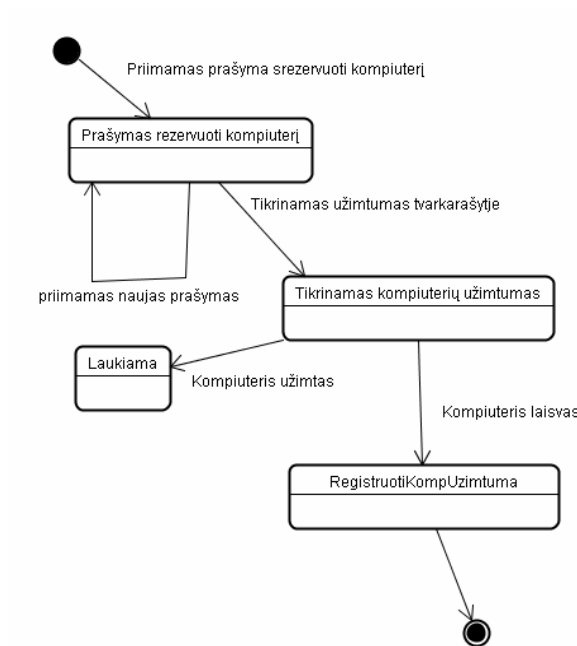 Priimamas prašyma srezervuoti kompiuterį
Prašymas rezervuoti kompiuterį
Tikrinamas užimtumas tvarkarašytje
priimamas naujas prašymas
Tikrinamas kompiuterių užimtumas
Laukiama
Kompiuteris užimtas
Kompiuteris laisvas
RegistruotiKompUzimtuma